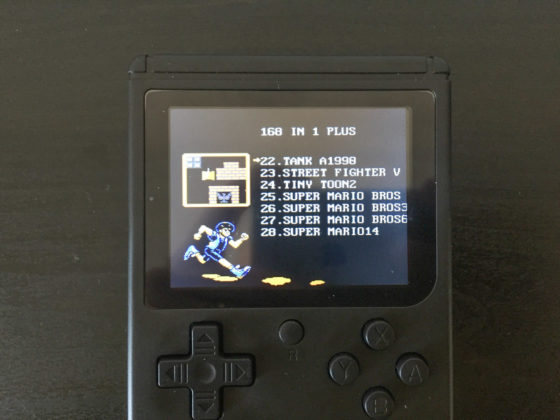 168 IN 1 PLUS
22.TANK A1990
23.STREET FIGHTER V
24.TINY TOON2
25.SUPER MARIO BROS
26.SUPER MARIO BROS3
27.SUPER MARIO BROS6
28.SUPER MARIO14
R
X
Y
A
B